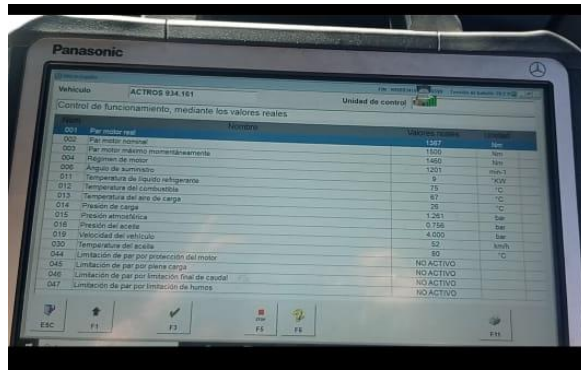 Panasonic
Vehículo ACTROS 934.161 Unidad de control
Control de funcionamiento, mediante los valores reales
Num Nombre Valores reales Unidad
001 Par motor real 1367 Nm
002 Par motor nominal 1500 Nm
003 Par motor máximo momentáneamente 1460 Nm
004 Régimen de motor 1201 min-1
006 Ángulo de suministro 9 °KW
011 Temperatura de líquido refrigerante 75 °C
012 Temperatura del combustible 67 °C
013 Temperatura del aire de carga 26 °C
014 Presión de carga 1.261 bar
015 Presión atmosférica 0.756 bar
016 Presión del aceite 4.000 bar
019 Velocidad del vehículo 52 km/h
030 Temperatura del aceite 80 °C
044 Limitación de par por protección del motor NO ACTIVO
045 Limitación de par por plena carga NO ACTIVO
046 Limitación de par por limitación final de caudal NO ACTIVO
047 Limitación de par por limitación de humos NO ACTIVO
STOP
ESC F1 F3 F5 F6 F11